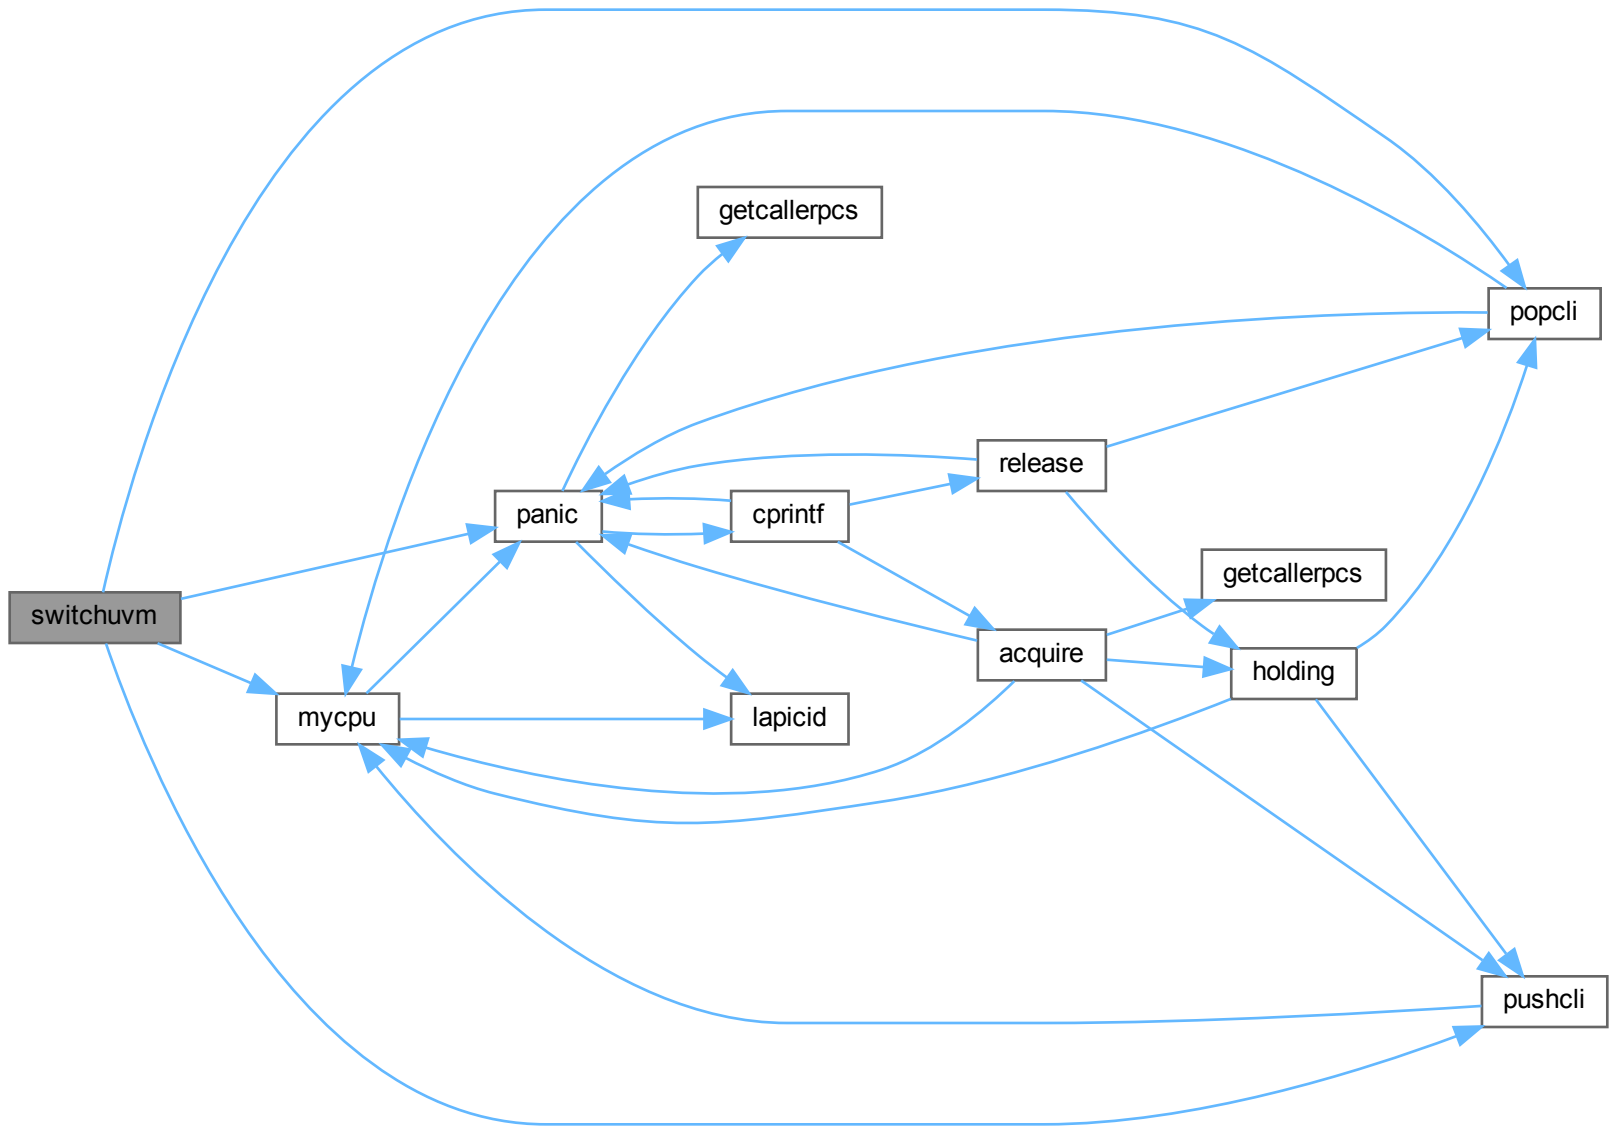 getcallerpcs
popcli
release
panic
cprintf
getcallerpcs
switchuvm
acquire
holding
mycpu
lapicid
pushcli